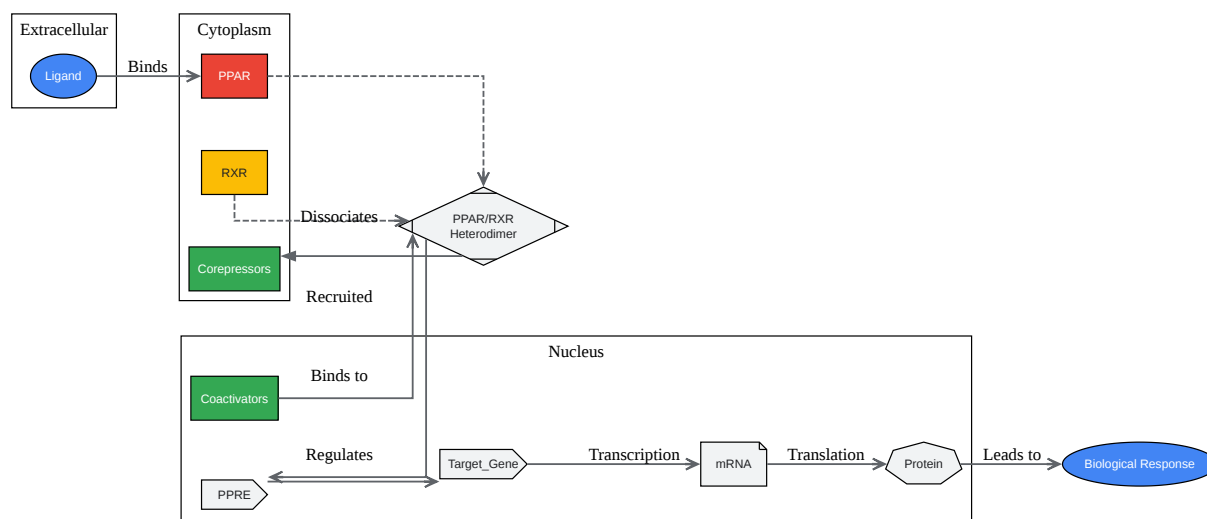 Extracellular
Cytoplasm
Ligand
Binds
PPAR
RXR
Dissociates
PPAR/RXR
Heterodimer
Corepressors
Recruited
Nucleus
Binds to
Coactivators
Regulates
Target_Gene
Transcription
mRNA
Translation
Protein
Leads to
Biological Response
PPRE